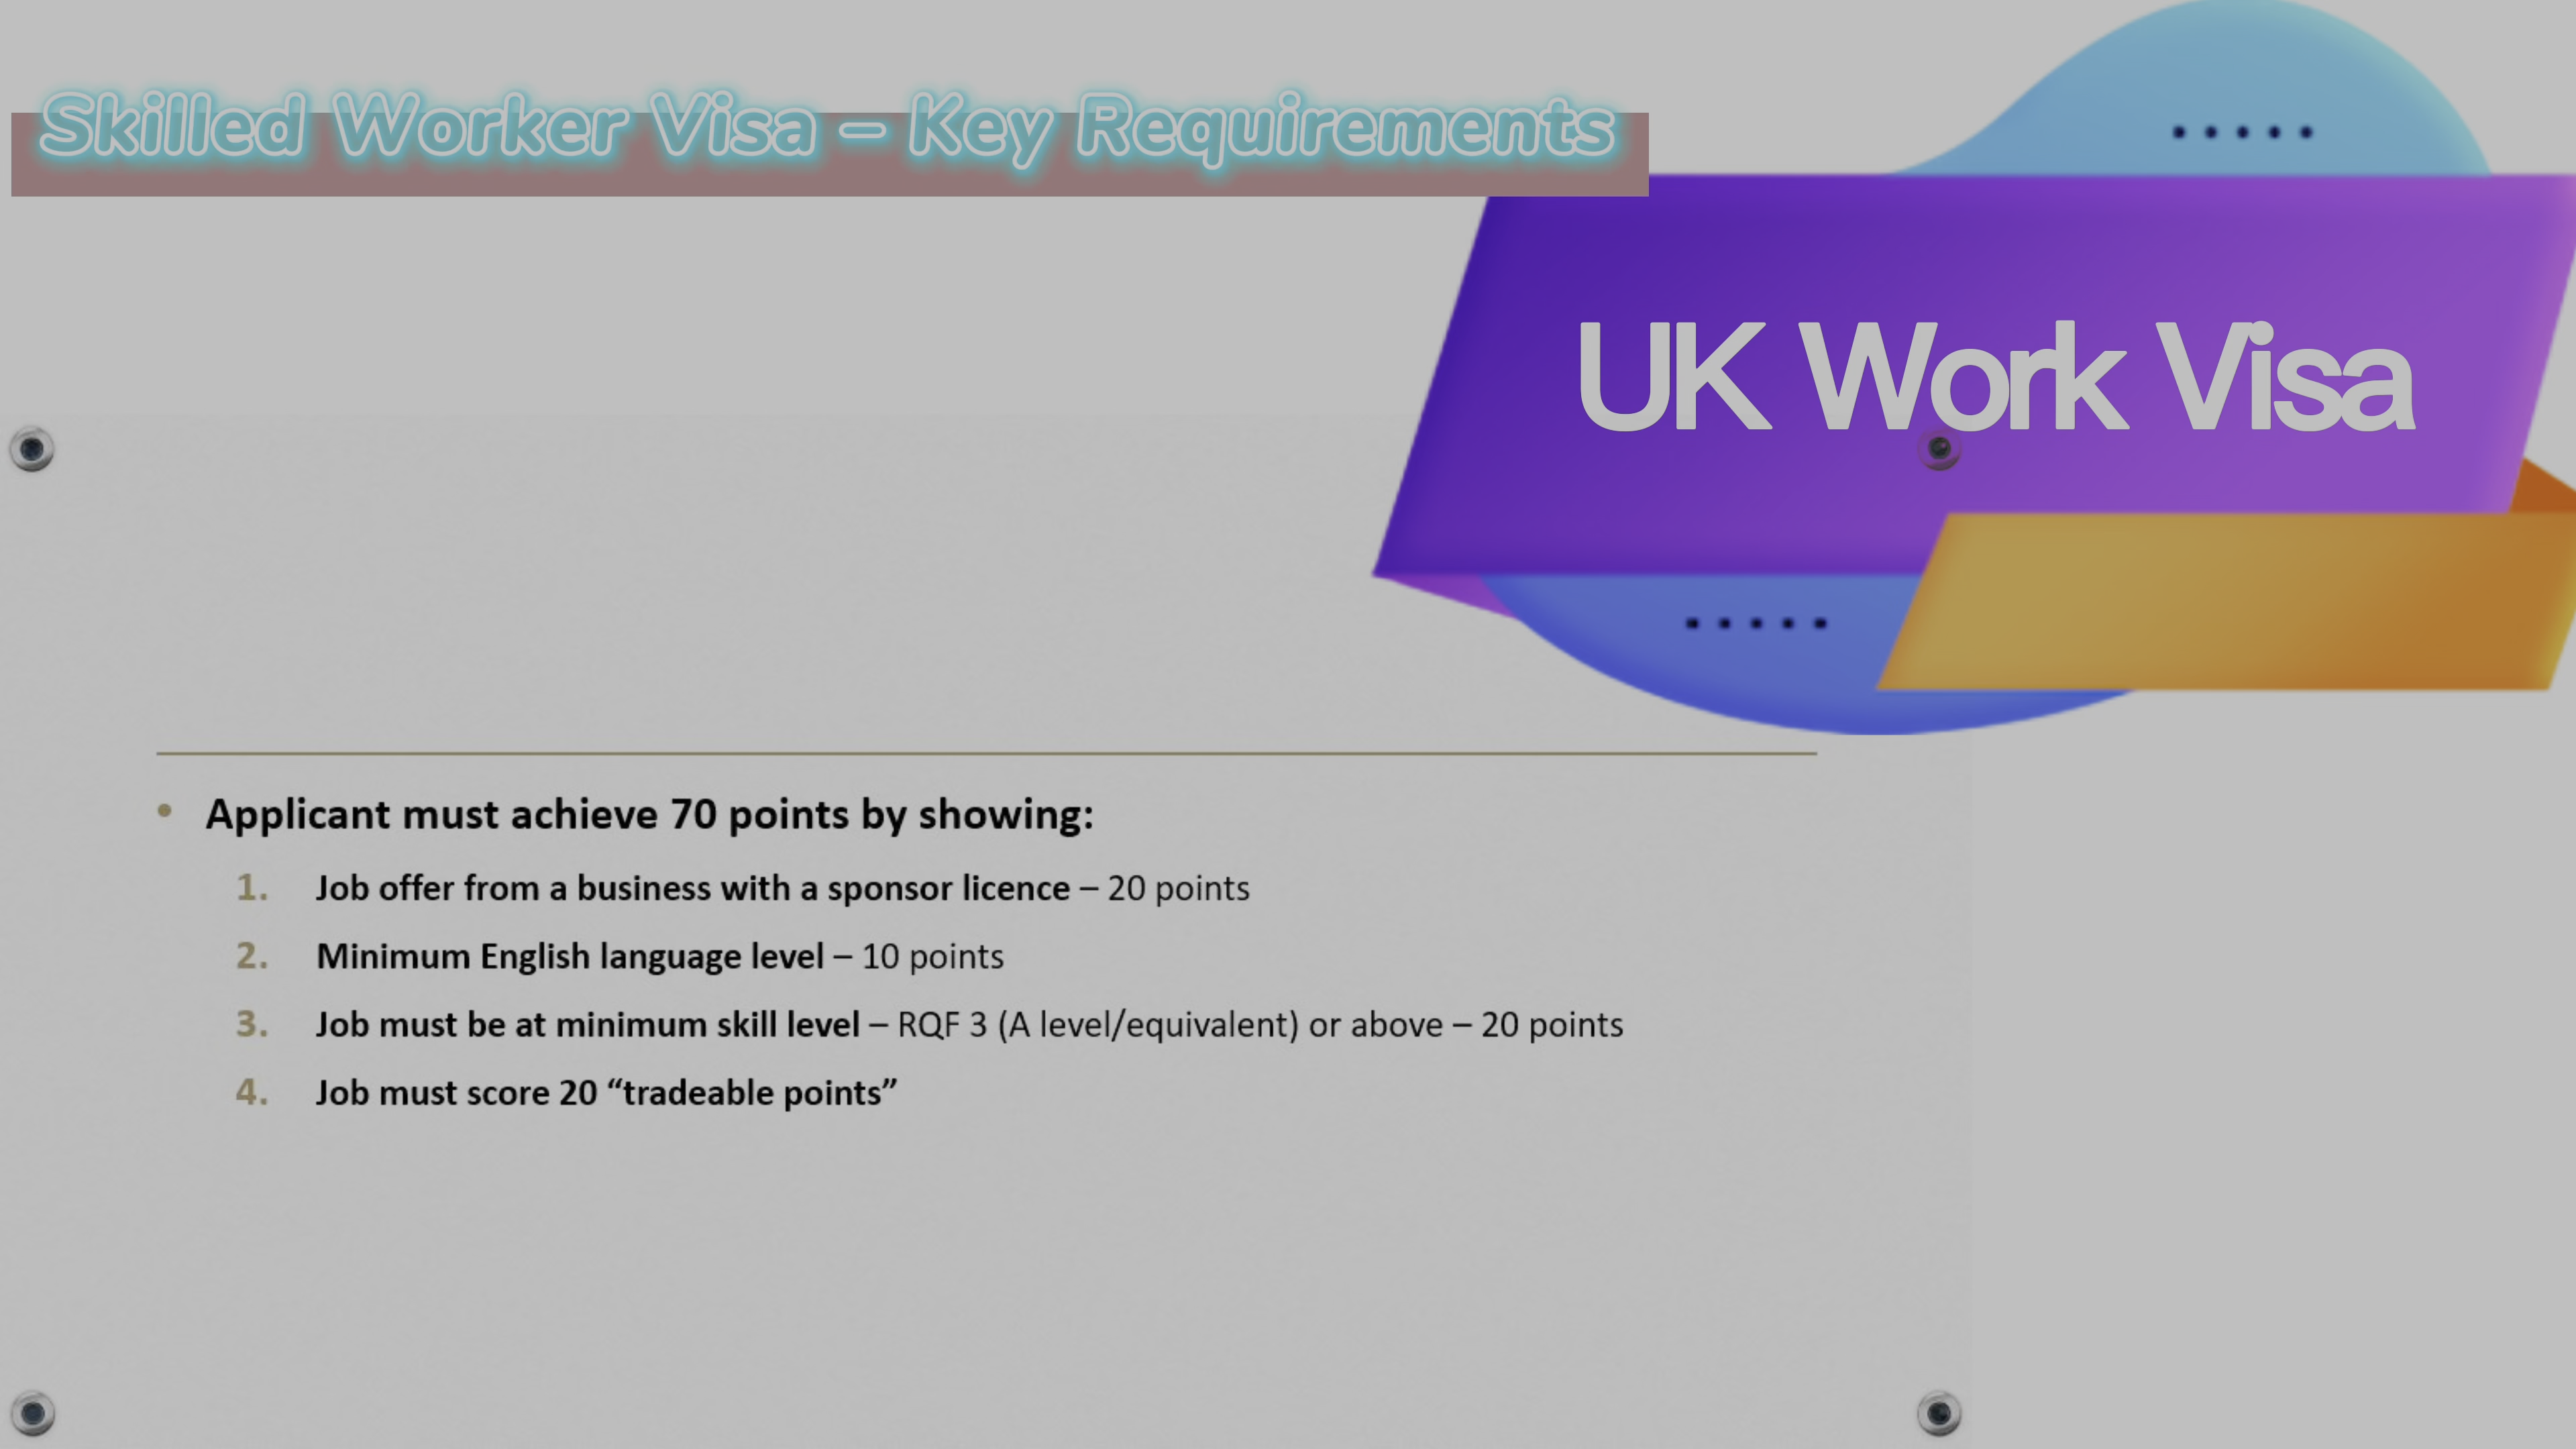 Skilled Worker Visa – Key Requirements
UK Work Visa
• Applicant must achieve 70 points by showing:
1. Job offer from a business with a sponsor licence – 20 points
2. Minimum English language level – 10 points
3. Job must be at minimum skill level – RQF 3 (A level/equivalent) or above – 20 points
4. Job must score 20 “tradeable points”